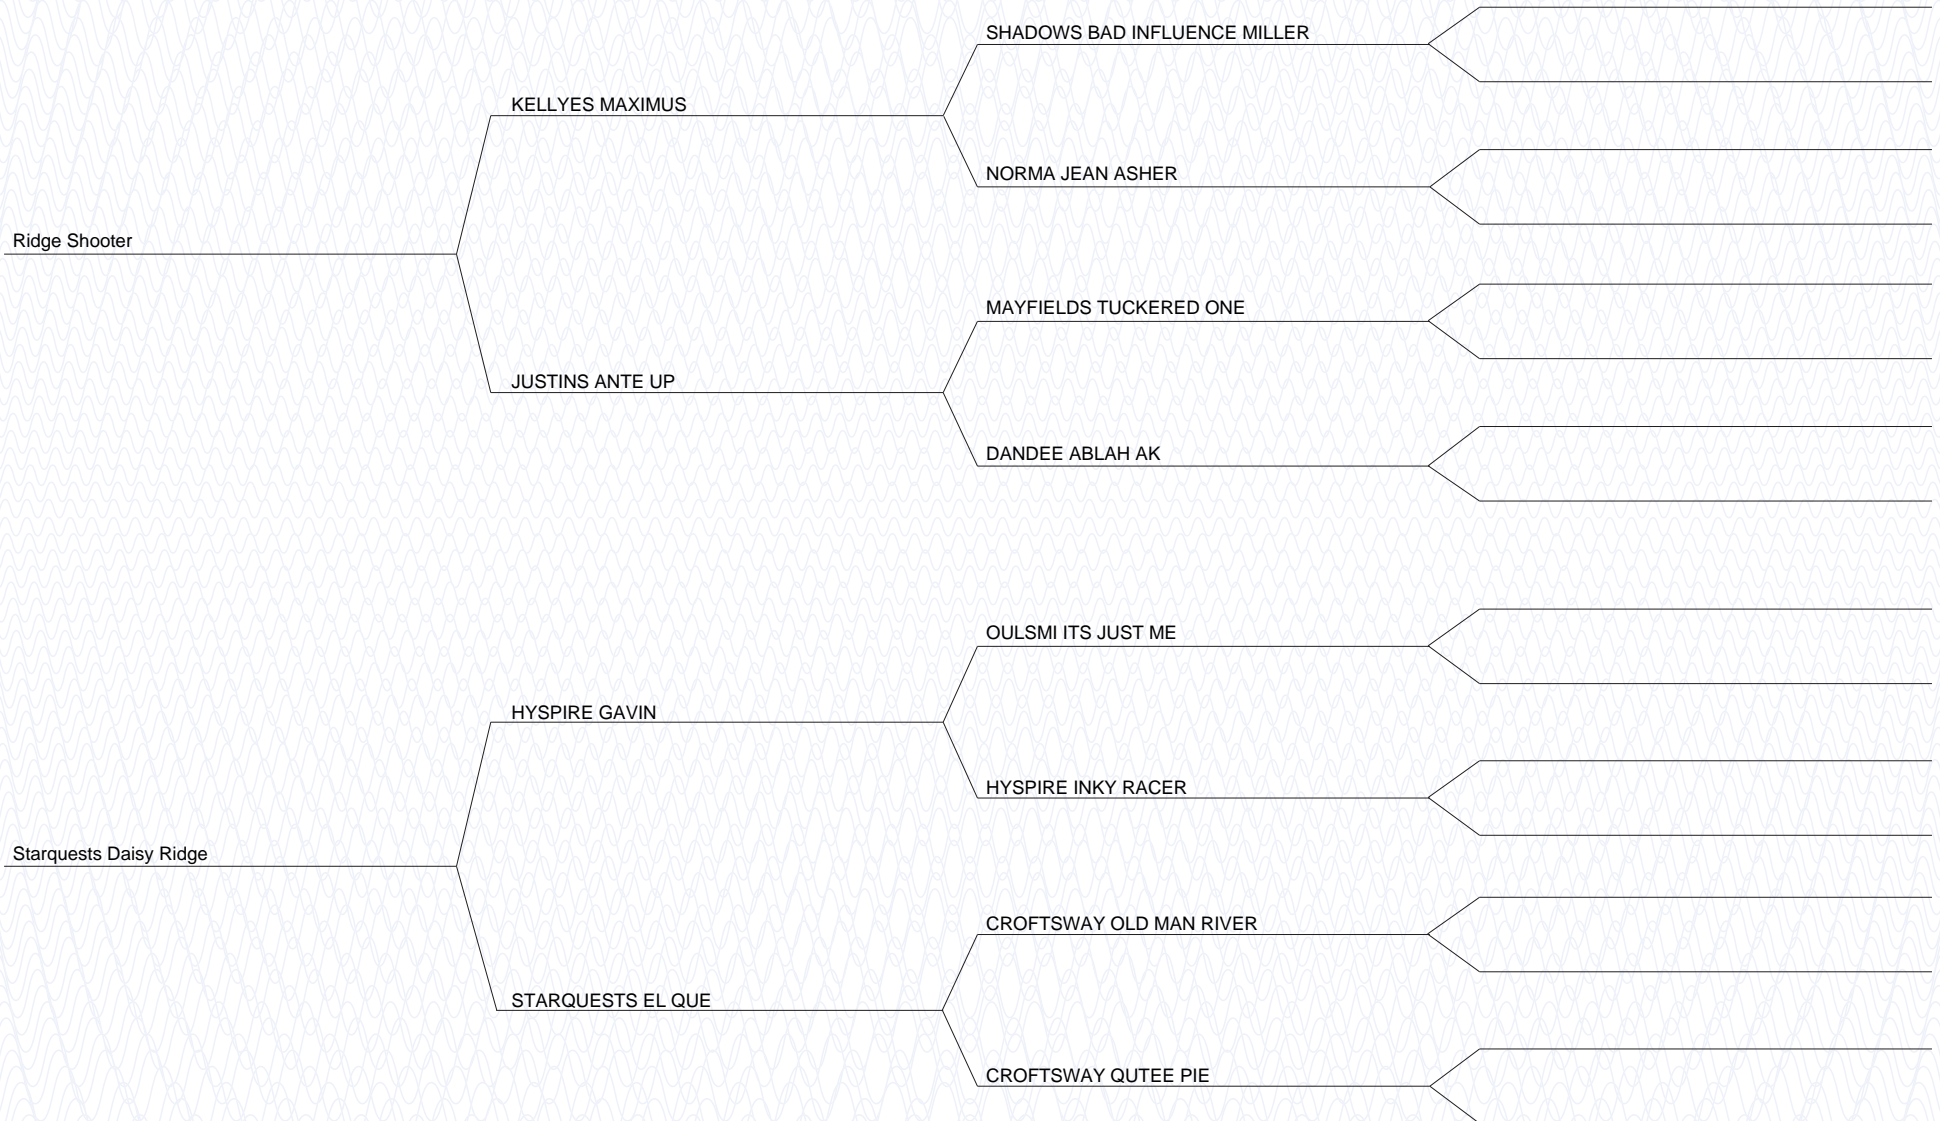 SHADOWS BAD INFLUENCE MILLER
KELLYES MAXIMUS
NORMA JEAN ASHER
Ridge Shooter
MAYFIELDS TUCKERED ONE
JUSTINS ANTE UP
DANDEE ABLAH AK
OULSMI ITS JUST ME
HYSPIRE GAVIN
HYSPIRE INKY RACER
Starquests Daisy Ridge
CROFTSWAY OLD MAN RIVER
STARQUESTS EL QUE
CROFTSWAY QUTEE PIE